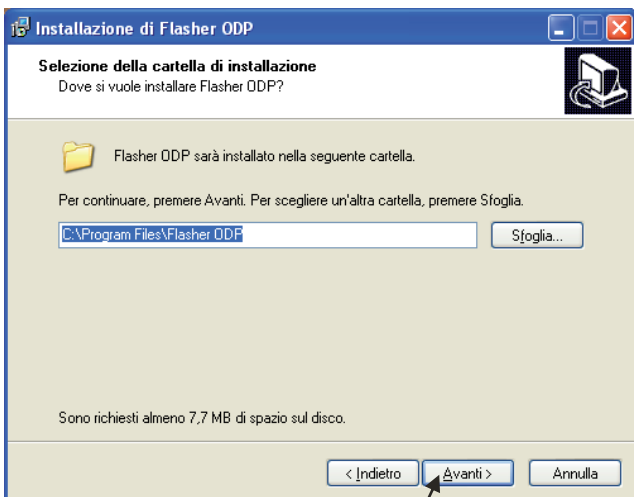 Installazione di Flasher ODP
Selezione della cartella di installazione
Dove si vuole installare Flasher ODP?
Flasher ODP sarà installato nella seguente cartella.
Per continuare, premere Avanti. Per scegliere un'altra cartella, premere Sfoglia.
C:\Program Files\Flasher ODP
Sfoglia...
Sono richiesti almeno 7,7 MB di spazio sul disco.
< Indietro
Avanti >
Annulla